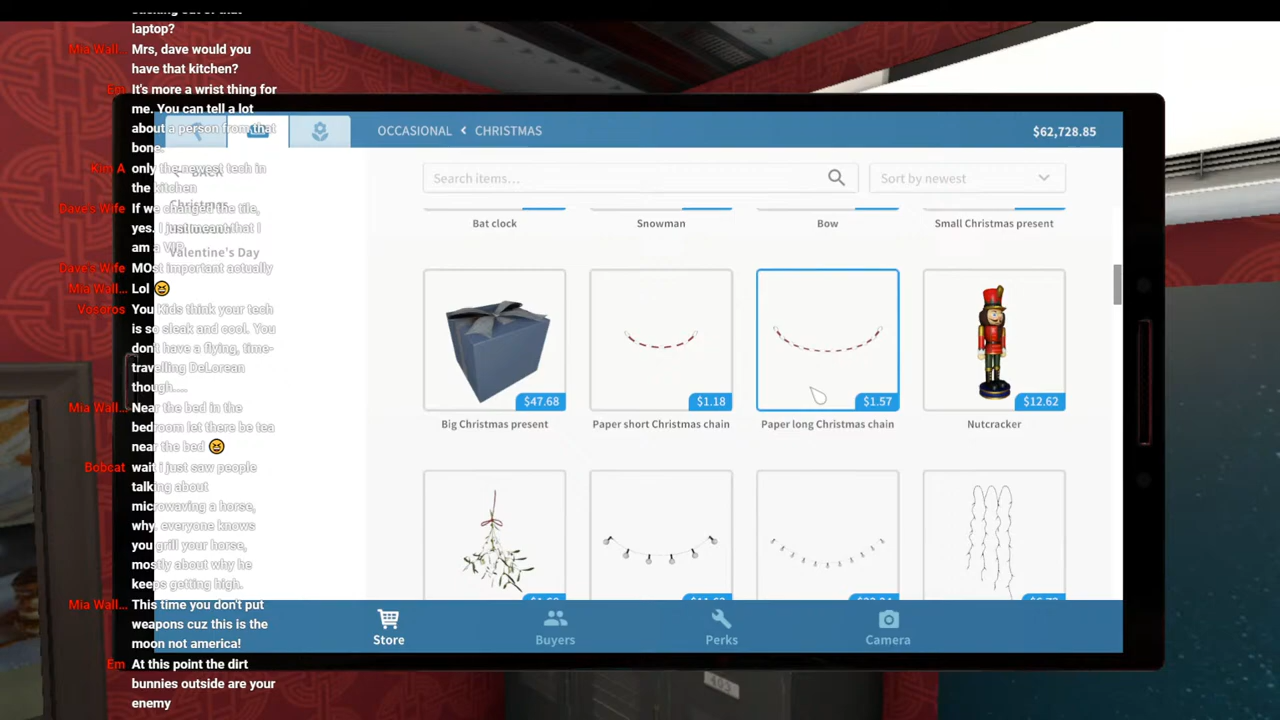 laptop?
Mia Wall... Mrs, dave would you
have that kitchen?
Em It's more a wrist thing for
me. You can tell a lot
about a person from that
bone.
Kim A only the newest tech in
the kitchen
Dave's Wife If we changed the tile,
yes. I just meant that I
am a VIP.
Dave's Wife MOst important actually
Mia Wall... Lol 😆
Vosoros You Kids think your tech
is so sleak and cool. You
don't have a flying, time-
travelling DeLorean
though....
Mia Wall... Near the bed in the
bedroom let there be tea
near the bed 😆
Bobcat wait i just saw people
talking about
microwaving a horse,
why. everyone knows
you grill your horse,
mostly about why he
keeps getting high.
Mia Wall... This time you don't put
weapons cuz this is the
moon not america!
Em At this point the dirt
bunnies outside are your
enemy
OCCASIONAL < CHRISTMAS
$62,728.85
< BACK
Christmas
Valentine's Day
Search items...
Sort by newest
Bat clock
Snowman
Bow
Small Christmas present
$47.68
$1.18
$1.57
$12.62
Big Christmas present
Paper short Christmas chain
Paper long Christmas chain
Nutcracker
Store
Buyers
Perks
Camera
403